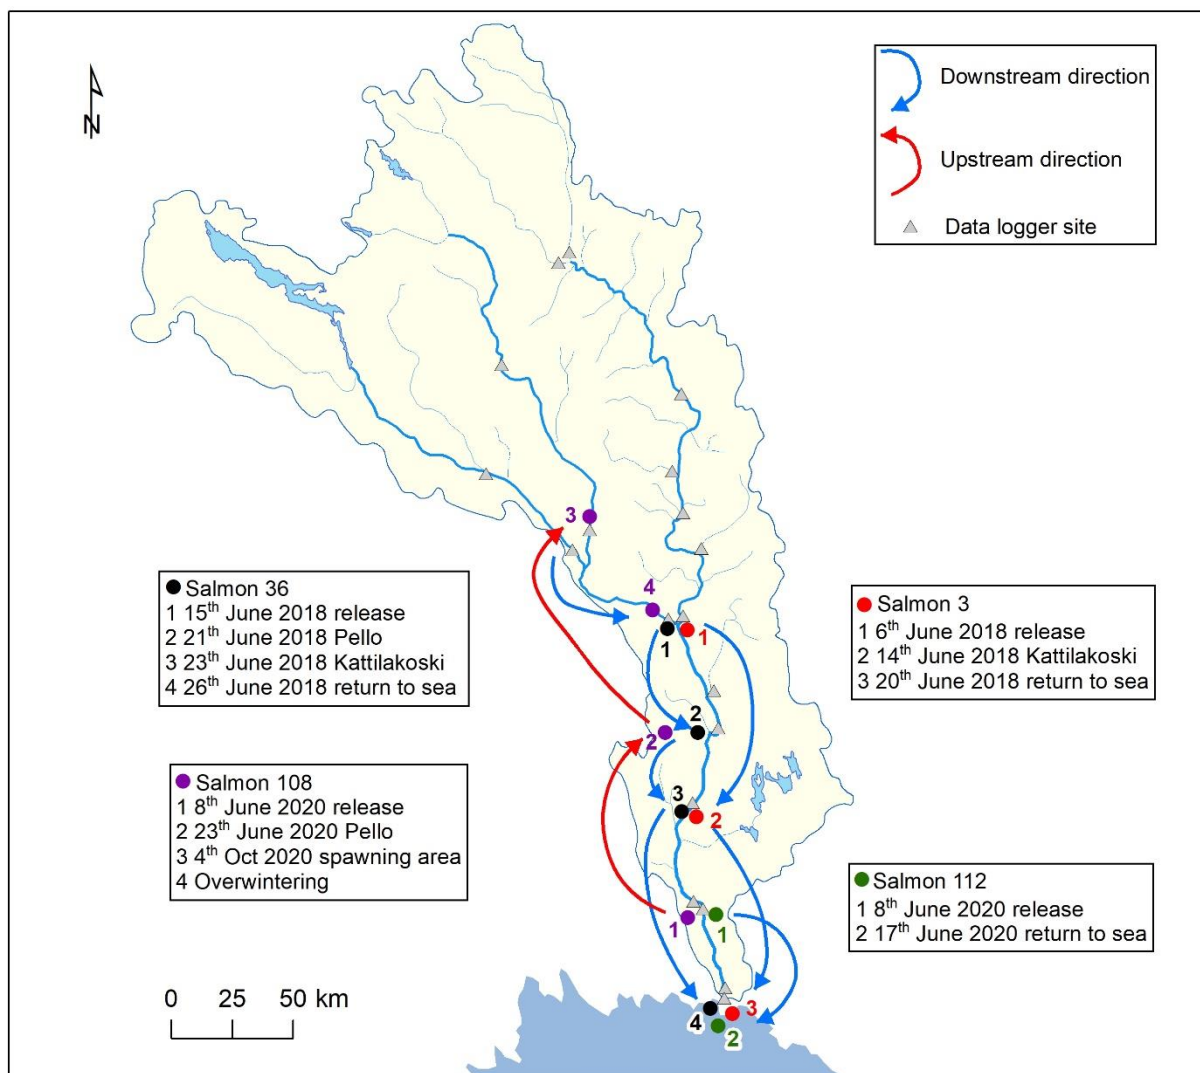 N
Downstream direction
Upstream direction
Data logger site
3
4
1
1
2
2
3
2
1
1
4
3
2
Salmon 36
1 15th June 2018 release
2 21th June 2018 Pello
3 23th June 2018 Kattilakoski
4 26th June 2018 return to sea
Salmon 3
1 6th June 2018 release
2 14th June 2018 Kattilakoski
3 20th June 2018 return to sea
Salmon 108
1 8th June 2020 release
2 23th June 2020 Pello
3 4th Oct 2020 spawning area
4 Overwintering
Salmon 112
1 8th June 2020 release
2 17th June 2020 return to sea
0 25 50 km